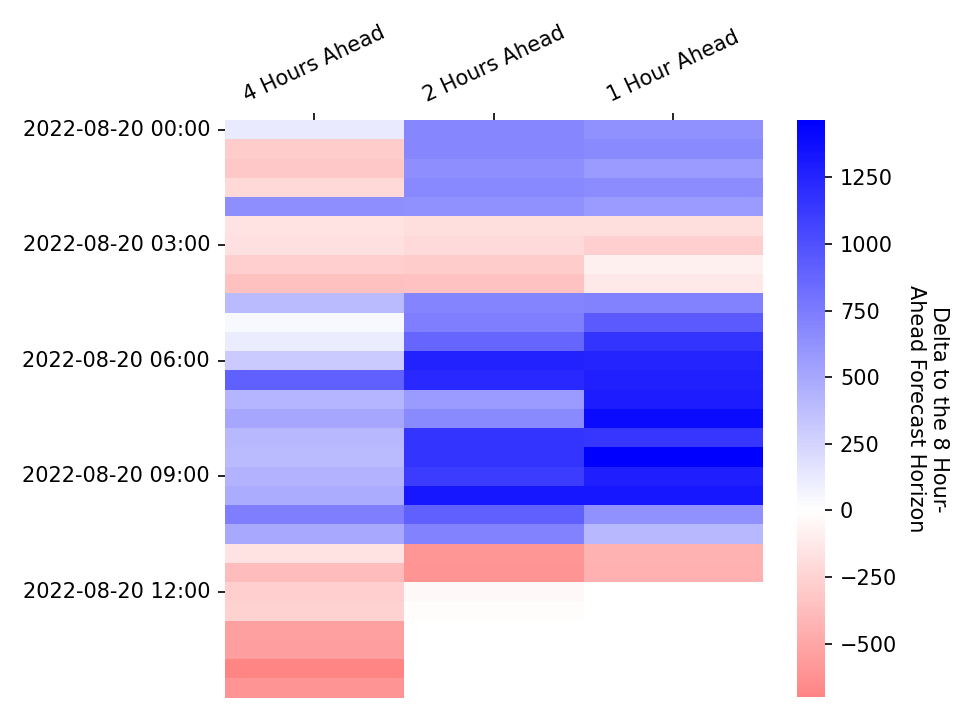 4 Hours Ahead
2 Hours Ahead
1 Hour Ahead
2022-08-20 00:00
2022-08-20 03:00
2022-08-20 06:00
2022-08-20 09:00
2022-08-20 12:00
1250
1000
750
500
250
0
−250
−500
Delta to the 8 Hour-
Ahead Forecast Horizon